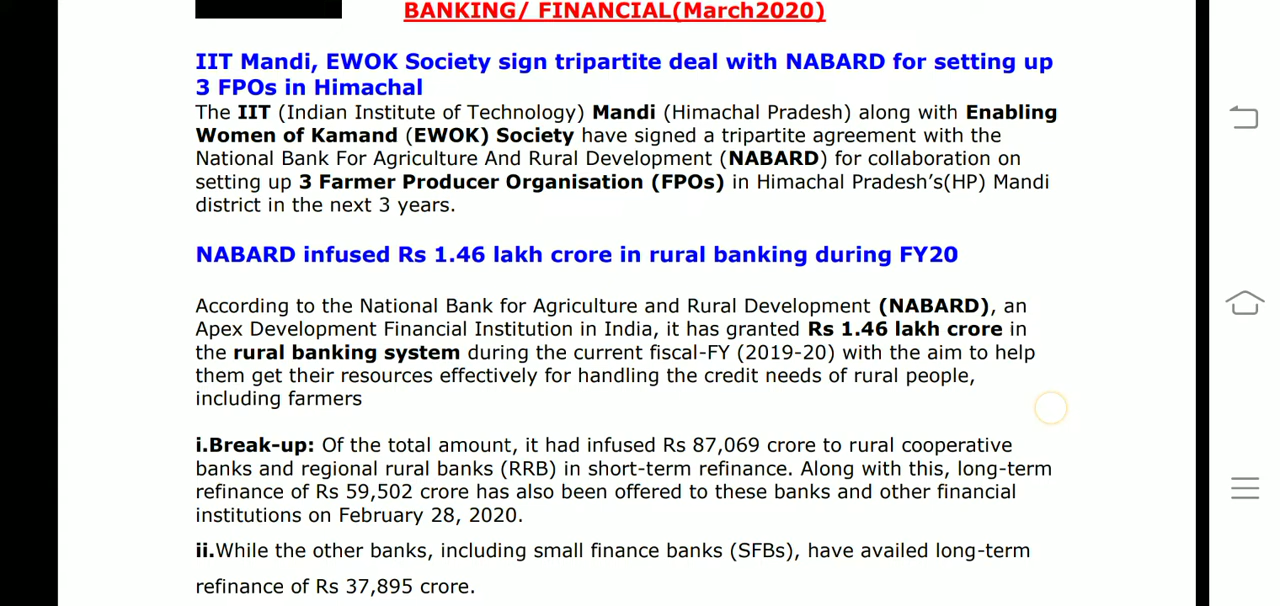 BANKING/ FINANCIAL(March2020)
IIT Mandi, EWOK Society sign tripartite deal with NABARD for setting up
3 FPOs in Himachal
The IIT (Indian Institute of Technology) Mandi (Himachal Pradesh) along with Enabling
Women of Kamand (EWOK) Society have signed a tripartite agreement with the
National Bank For Agriculture And Rural Development (NABARD) for collaboration on
setting up 3 Farmer Producer Organisation (FPOs) in Himachal Pradesh’s(HP) Mandi
district in the next 3 years.
NABARD infused Rs 1.46 lakh crore in rural banking during FY20
According to the National Bank for Agriculture and Rural Development (NABARD), an
Apex Development Financial Institution in India, it has granted Rs 1.46 lakh crore in
the rural banking system during the current fiscal-FY (2019-20) with the aim to help
them get their resources effectively for handling the credit needs of rural people,
including farmers
i.Break-up: Of the total amount, it had infused Rs 87,069 crore to rural cooperative
banks and regional rural banks (RRB) in short-term refinance. Along with this, long-term
refinance of Rs 59,502 crore has also been offered to these banks and other financial
institutions on February 28, 2020.
ii.While the other banks, including small finance banks (SFBs), have availed long-term
refinance of Rs 37,895 crore.